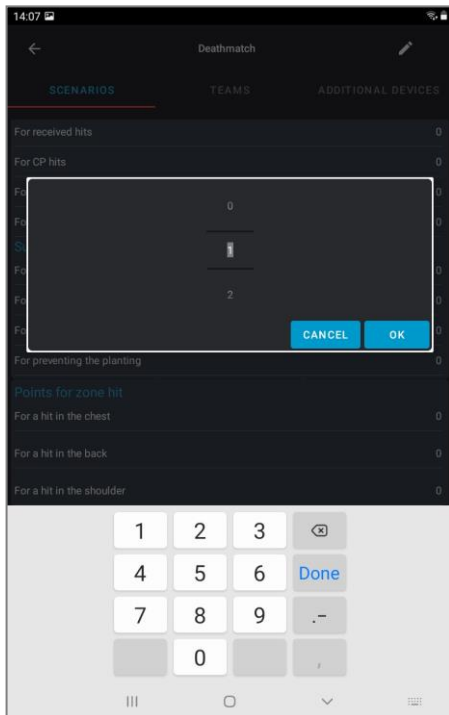 14:07
Deathmatch
SCENARIOS TEAMS ADDITIONAL DEVICES
For received hits 0
For CP hits 0
0
1
2
CANCEL OK
For preventing the planting 0
Points for zone hit
For a hit in the chest 0
For a hit in the back 0
For a hit in the shoulder 0
1 2 3
4 5 6 Done
7 8 9 .-
0 ,